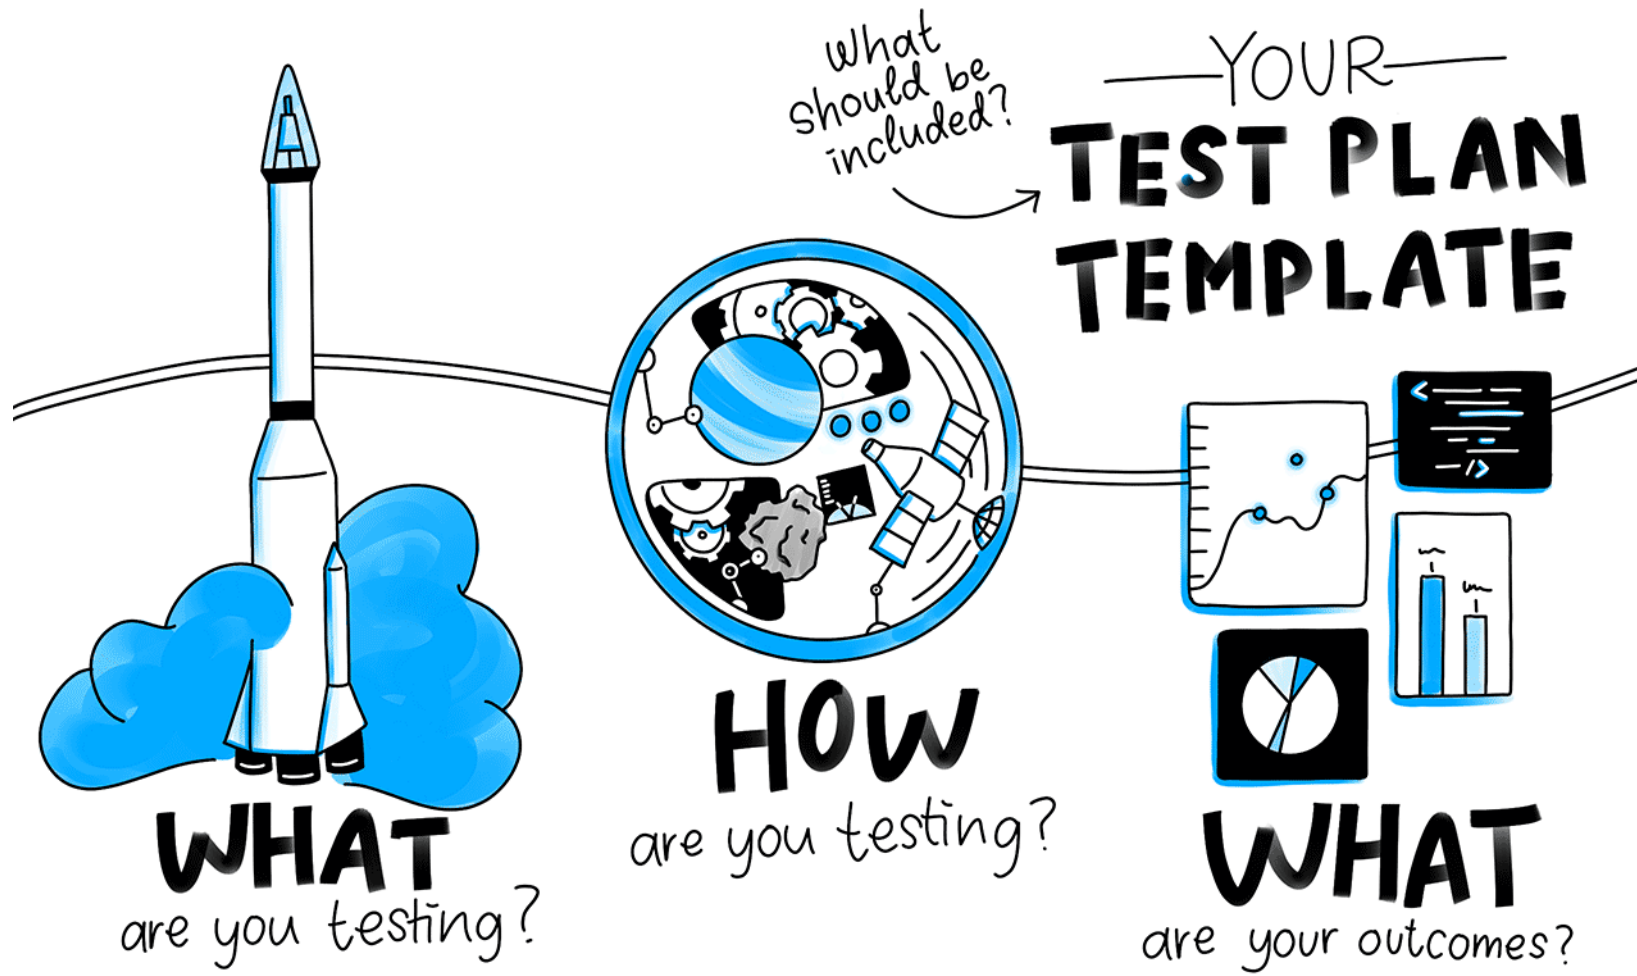 What
should be
included?
YOUR
TEST PLAN
TEMPLATE
<
/>
WHAT
are you testing?
HOW
are you testing?
WHAT
are your outcomes?